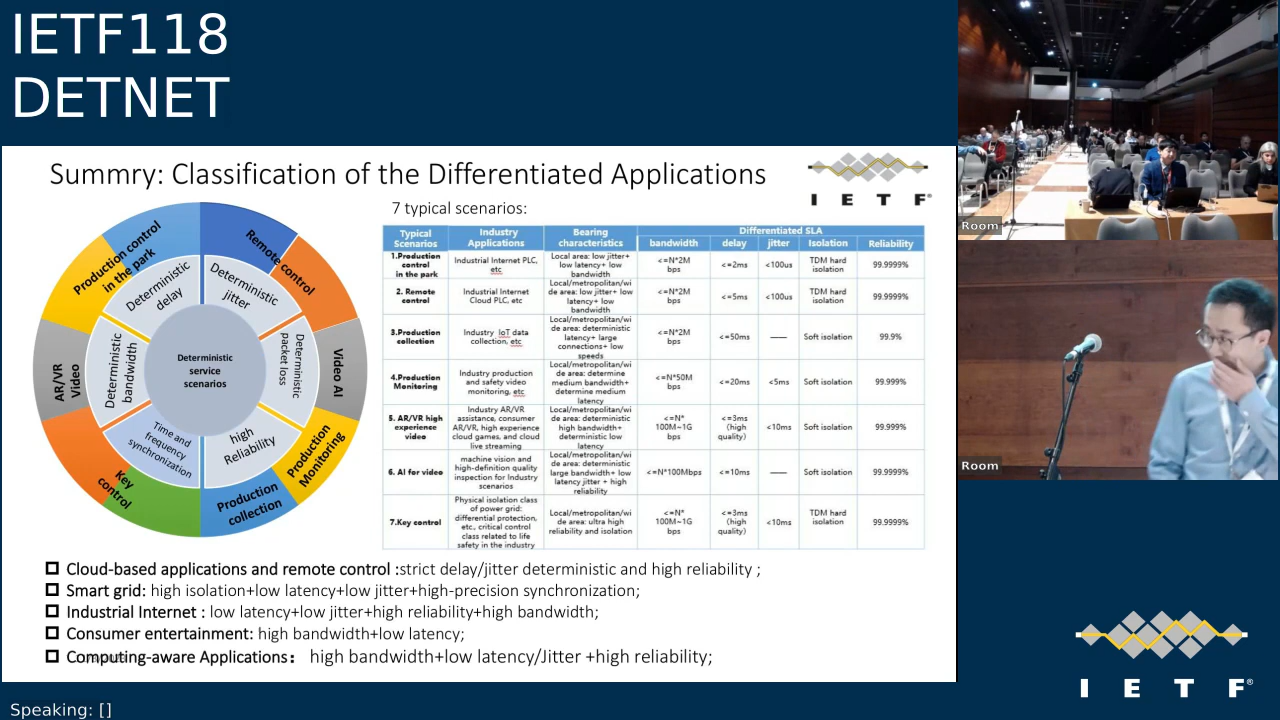 IETF118
DETNET
Summry: Classification of the Differentiated Applications
I E T F®
7 typical scenarios:
Production control
in the park
Remote control
Video AI
Production
Monitoring
Production
collection
Key
control
AR/VR
Video
Deterministic
delay
Deterministic
jitter
Deterministic
packet loss
high
Reliability
Time and
frequency
synchronization
Deterministic
bandwidth
Deterministic
service
scenarios
Typical
Scenarios
Industry
Applications
Bearing
characteristics
Differentiated SLA
bandwidth
delay
jitter
Isolation
Reliability
1.Production
control
in the park
Industrial Internet PLC,
etc
Local area: low jitter+
low latency+ low
bandwidth
<=N*2M
bps
<=2ms
<100us
TDM hard
isolation
99.9999%
2. Remote
control
Industrial Internet
Cloud PLC, etc
Local/metropolitan/wi
de area: low jitter+ low
latency+ low
bandwidth
<=N*2M
bps
<=5ms
<100us
TDM hard
isolation
99.9999%
3.Production
collection
Industry IoT data
collection, etc
Local/metropolitan/wi
de area: deterministic
latency+ large
connections+ low
speeds
<=N*2M
bps
<=50ms
——
Soft isolation
99.9%
4.Production
Monitoring
Industry production
and safety video
monitoring, etc
Local/metropolitan/wi
de area: determine
medium bandwidth+
determine medium
latency
<=N*50M
bps
<=20ms
<5ms
Soft isolation
99.999%
5. AR/VR high
experience
video
Industry AR/VR
assistance, consumer
AR/VR, high experience
cloud games, and cloud
live streaming
Local/metropolitan/wi
de area: deterministic
high bandwidth+
deterministic low
latency
<=N*
100M~1G
bps
<=3ms
(high
quality)
<10ms
Soft isolation
99.999%
6. AI for video
machine vision and
high-definition quality
inspection for Industry
scenarios
Local/metropolitan/wi
de area: deterministic
large bandwidth+ low
latency jitter + high
reliability
<=N*100Mbps
<=10ms
——
Soft isolation
99.9999%
7.Key control
Physical isolation class
of power grid:
differential protection,
etc., critical control
class related to life
safety in the industry
Local/metropolitan/wi
de area: ultra high
reliability and isolation
<=N*
100M~1G
bps
<=3ms
(high
quality)
<10ms
TDM hard
isolation
99.9999%
Cloud-based applications and remote control :strict delay/jitter deterministic and high reliability ;
Smart grid: high isolation+low latency+low jitter+high-precision synchronization;
Industrial Internet : low latency+low jitter+high reliability+high bandwidth;
Consumer entertainment: high bandwidth+low latency;
Computing-aware Applications： high bandwidth+low latency/Jitter +high reliability;
Room
Room
I E T F®
Speaking: []